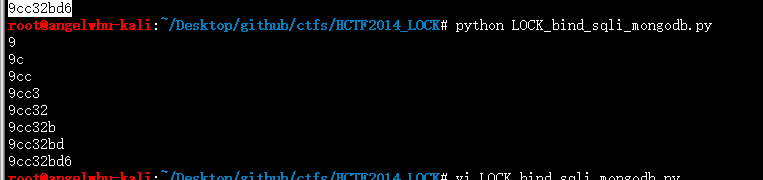 9cc32bd6
root@angelwhu-kali:~/Desktop/github/ctfs/HCTF2014_LOCK# python LOCK_bind_sqli_mongodb.py
9
9c
9cc
9cc3
9cc32
9cc32b
9cc32bd
9cc32bd6
root@angelwhu-kali:~/Desktop/github/ctfs/HCTF2014_LOCK# vi LOCK_bind_sqli_mongodb.py